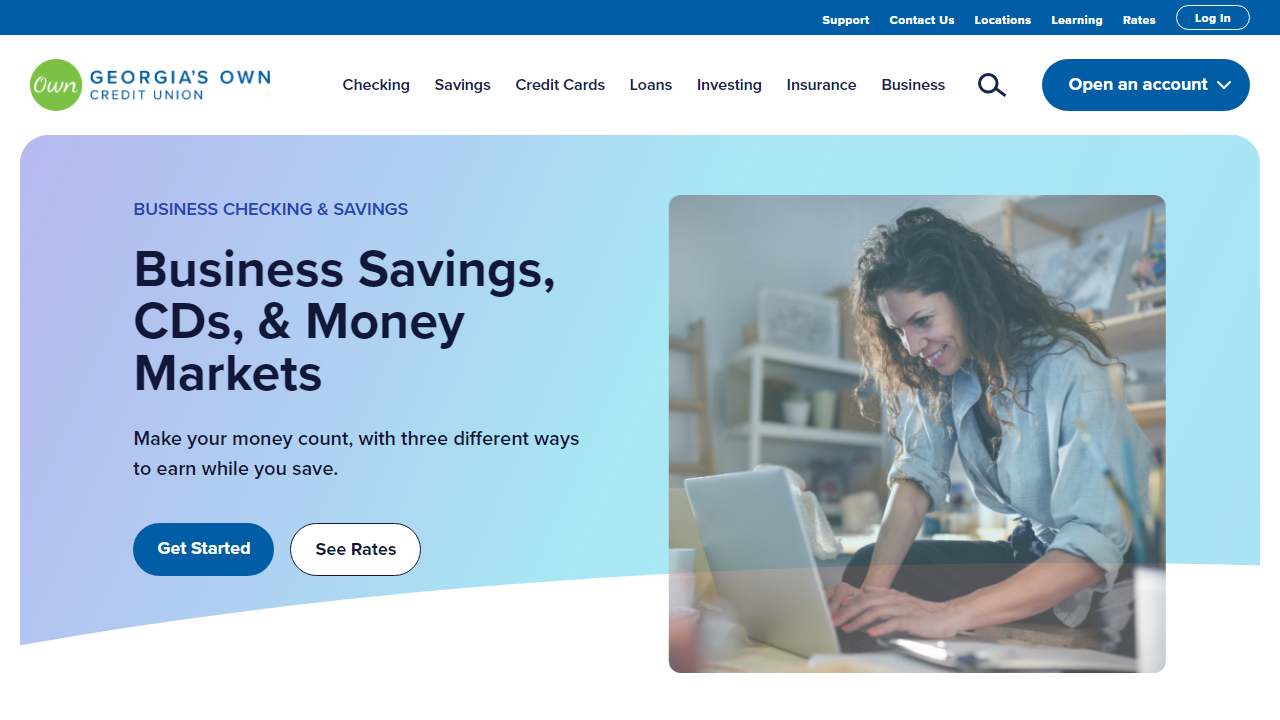 Support Contact Us Locations Learning Rates Log In
Own GEORGIA'S OWN
CREDIT UNION
Checking Savings Credit Cards Loans Investing Insurance Business
Open an account
BUSINESS CHECKING & SAVINGS
Business Savings,
CDs, & Money
Markets
Make your money count, with three different ways
to earn while you save.
Get Started See Rates